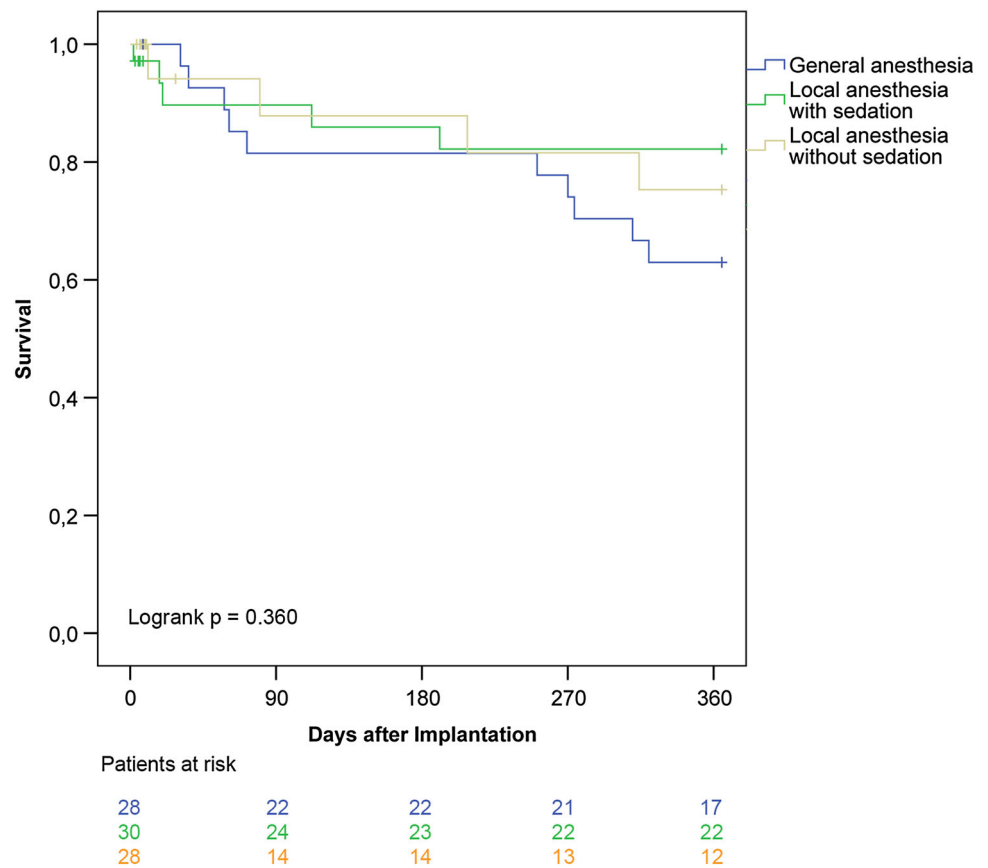 1,0
0,8
0,6
0,4
0,2
0,0
Survival
General anesthesia
Local anesthesia
with sedation
Local anesthesia
without sedation
Logrank p = 0.360
0 90 180 270 360
Days after Implantation
Patients at risk
28 22 22 21 17
30 24 23 22 22
28 14 14 13 12